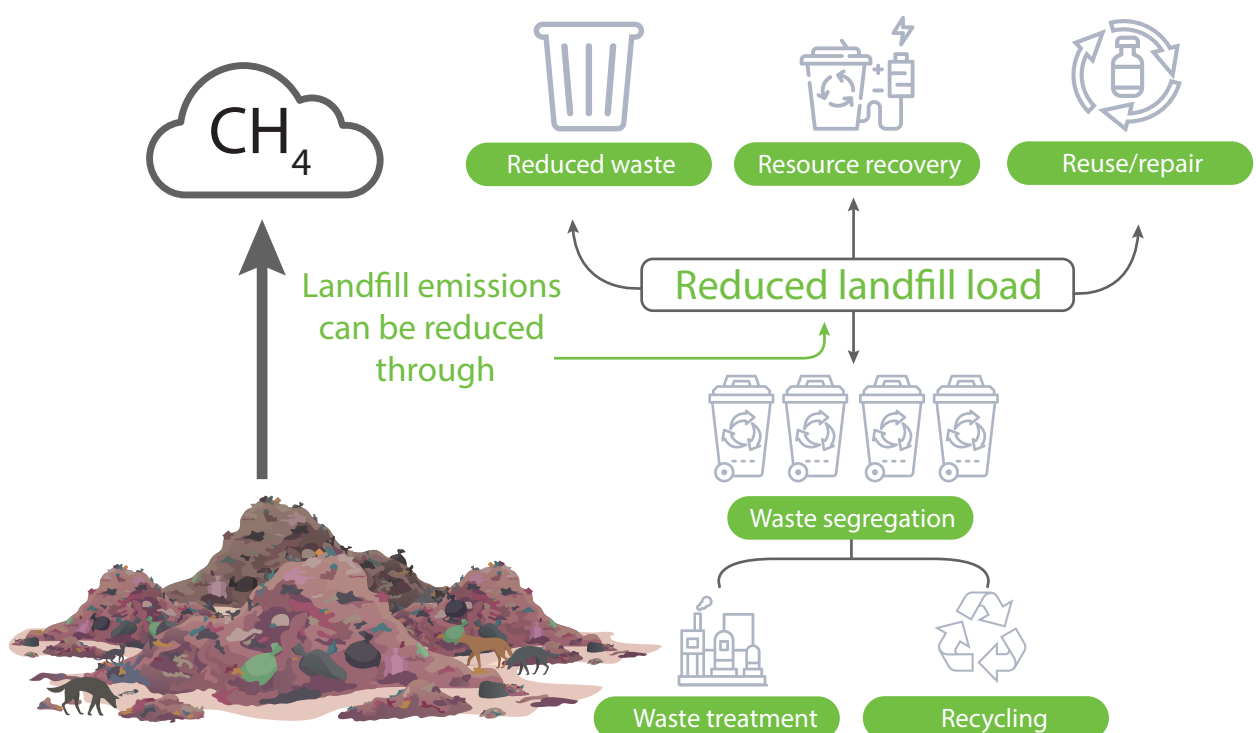 CH4
Reduced waste
Resource recovery
Reuse/repair
Landfill emissions
can be reduced
through
Reduced landfill load
Waste segregation
Waste treatment
Recycling